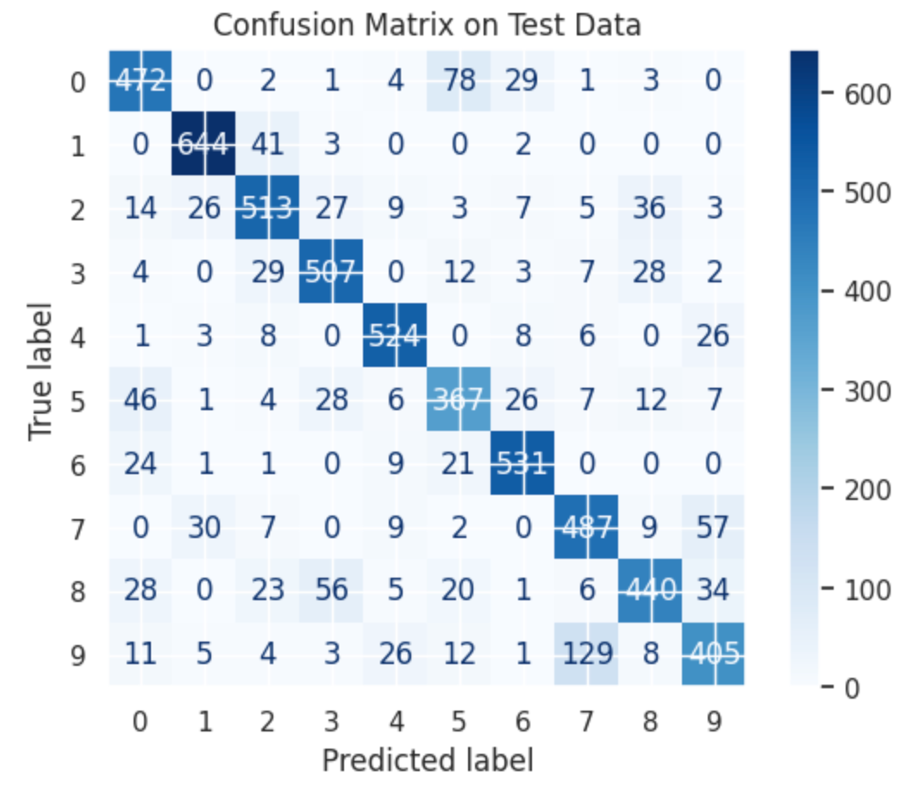 Confusion Matrix on Test Data
0 472 0 2 1 4 78 29 1 3 0
1 0 644 41 3 0 0 2 0 0 0
2 14 26 513 27 9 3 7 5 36 3
3 4 0 29 507 0 12 3 7 28 2
4 1 3 8 0 524 0 8 6 0 26
5 46 1 4 28 6 367 26 7 12 7
6 24 1 1 0 9 21 531 0 0 0
7 0 30 7 0 9 2 0 487 9 57
8 28 0 23 56 5 20 1 6 440 34
9 11 5 4 3 26 12 1 129 8 405
0 1 2 3 4 5 6 7 8 9
Predicted label
True label
600
500
400
300
200
100
0